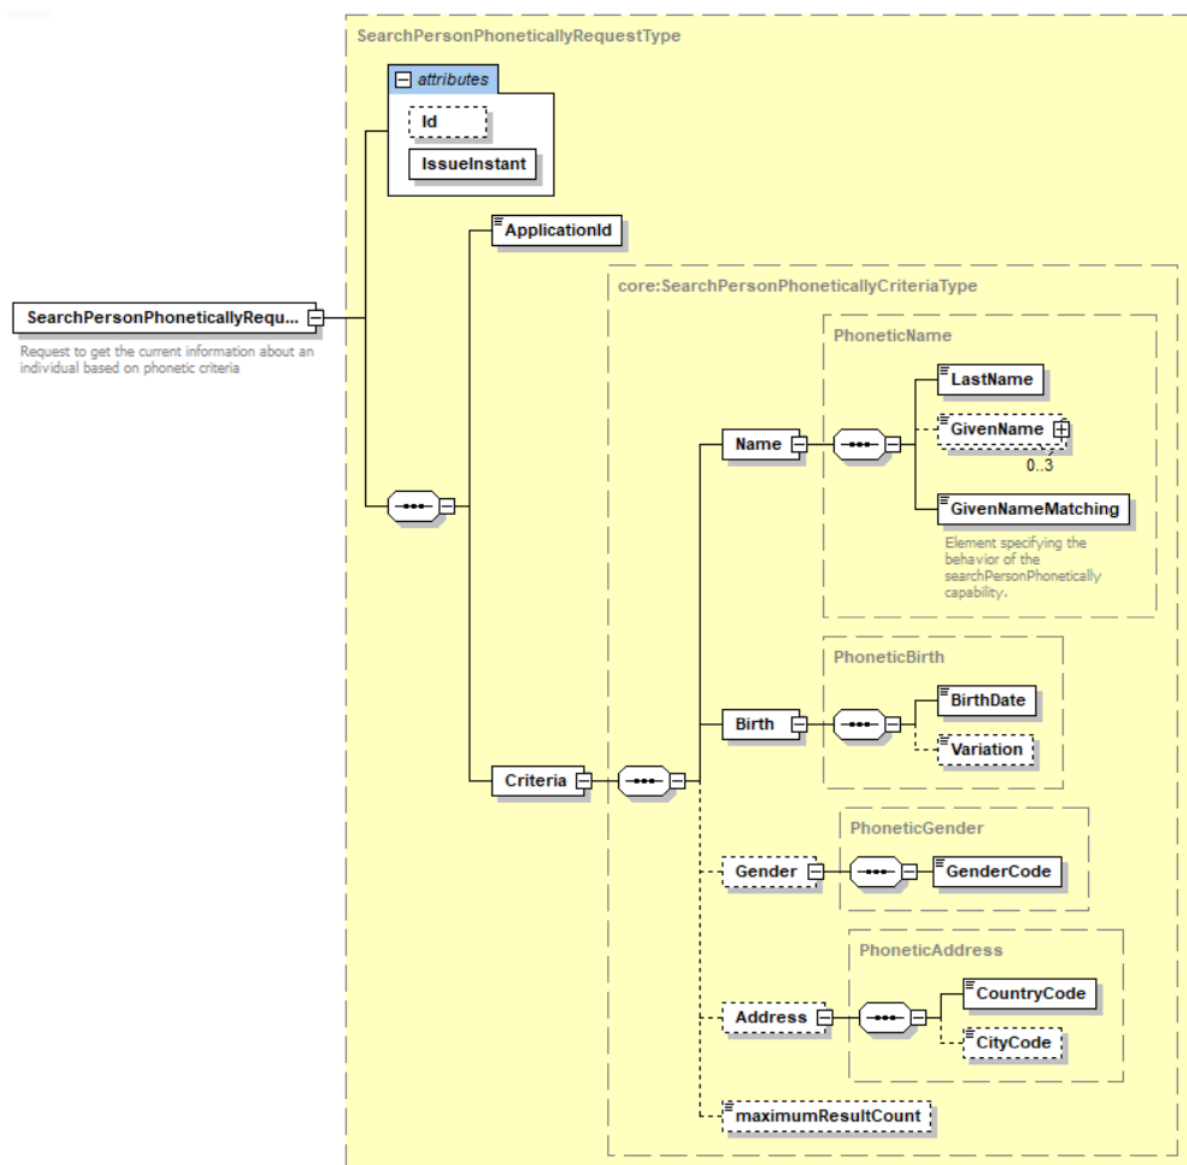 SearchPersonPhoneticallyRequestType
attributes
Id
IssueInstant
ApplicationId
core:SearchPersonPhoneticallyCriteriaType
SearchPersonPhoneticallyRequ...
Request to get the current information about an
individual based on phonetic criteria
PhoneticName
LastName
Name
GivenName
0..3
GivenNameMatching
Element specifying the
behavior of the
searchPersonPhonetically
capability.
PhoneticBirth
BirthDate
Birth
Variation
Criteria
PhoneticGender
Gender
GenderCode
PhoneticAddress
CountryCode
Address
CityCode
maximumResultCount